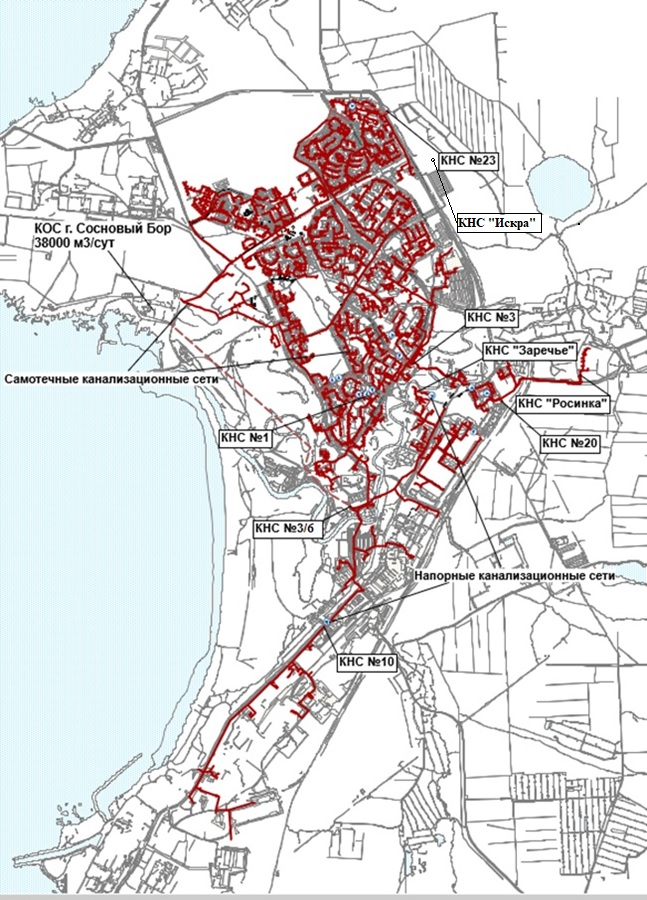 КНС №23
КНС "Искра"
КОС г. Сосновый Бор
38000 м3/сут
КНС №3
КНС "Заречье"
Самотечные канализационные сети
КНС "Росинка"
КНС №1
КНС №20
КНС №3/б
Напорные канализационные сети
КНС №10